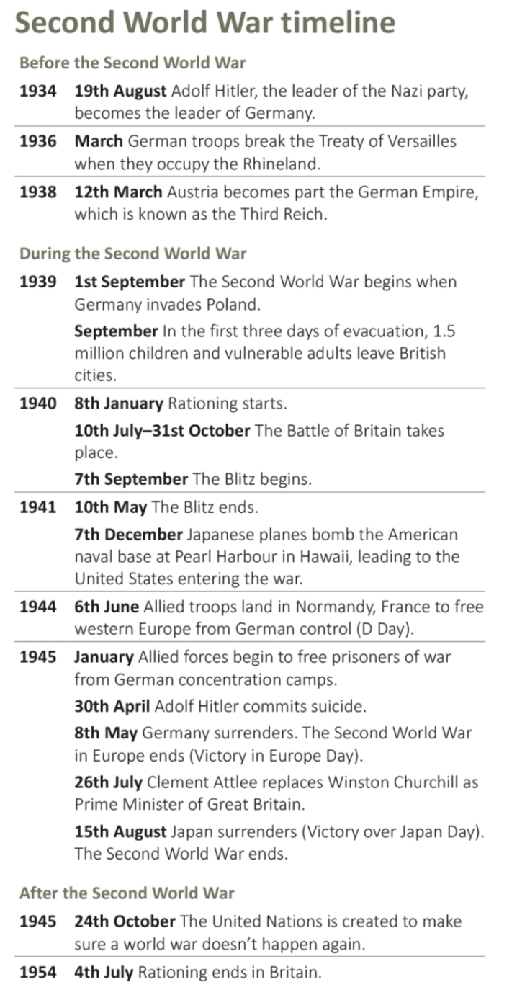 Second World War timeline
Before the Second World War
1934 19th August Adolf Hitler, the leader of the Nazi party,
becomes the leader of Germany.
1936 March German troops break the Treaty of Versailles
when they occupy the Rhineland.
1938 12th March Austria becomes part the German Empire,
which is known as the Third Reich.
During the Second World War
1939 1st September The Second World War begins when
Germany invades Poland.
September In the first three days of evacuation, 1.5
million children and vulnerable adults leave British
cities.
1940 8th January Rationing starts.
10th July–31st October The Battle of Britain takes
place.
7th September The Blitz begins.
1941 10th May The Blitz ends.
7th December Japanese planes bomb the American
naval base at Pearl Harbour in Hawaii, leading to the
United States entering the war.
1944 6th June Allied troops land in Normandy, France to free
western Europe from German control (D Day).
1945 January Allied forces begin to free prisoners of war
from German concentration camps.
30th April Adolf Hitler commits suicide.
8th May Germany surrenders. The Second World War
in Europe ends (Victory in Europe Day).
26th July Clement Attlee replaces Winston Churchill as
Prime Minister of Great Britain.
15th August Japan surrenders (Victory over Japan Day).
The Second World War ends.
After the Second World War
1945 24th October The United Nations is created to make
sure a world war doesn’t happen again.
1954 4th July Rationing ends in Britain.